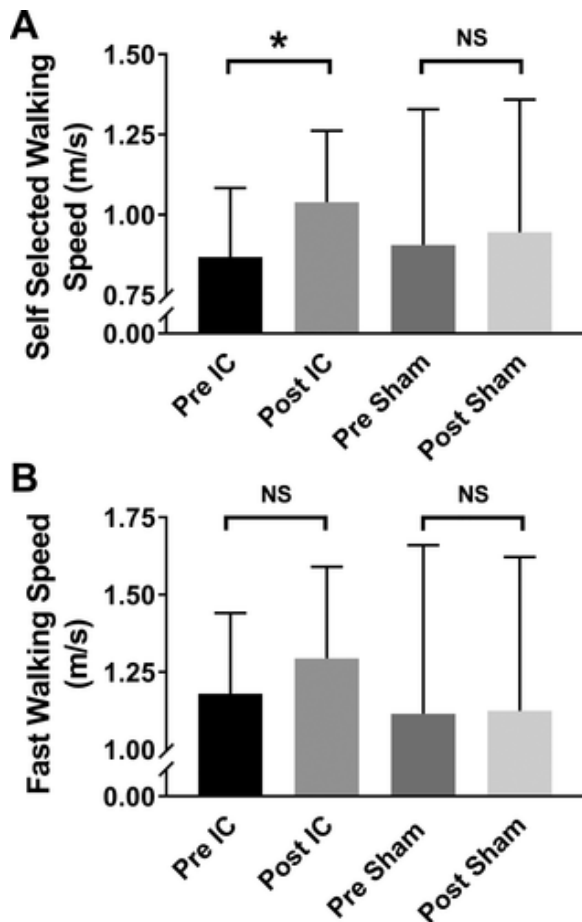 A
Self Selected Walking
Speed (m/s)
1.50
1.25
1.00
0.75
0.00
*
NS
Pre IC
Post IC
Pre Sham
Post Sham
B
Fast Walking Speed
(m/s)
1.75
1.50
1.25
1.00
0.00
NS
NS
Pre IC
Post IC
Pre Sham
Post Sham